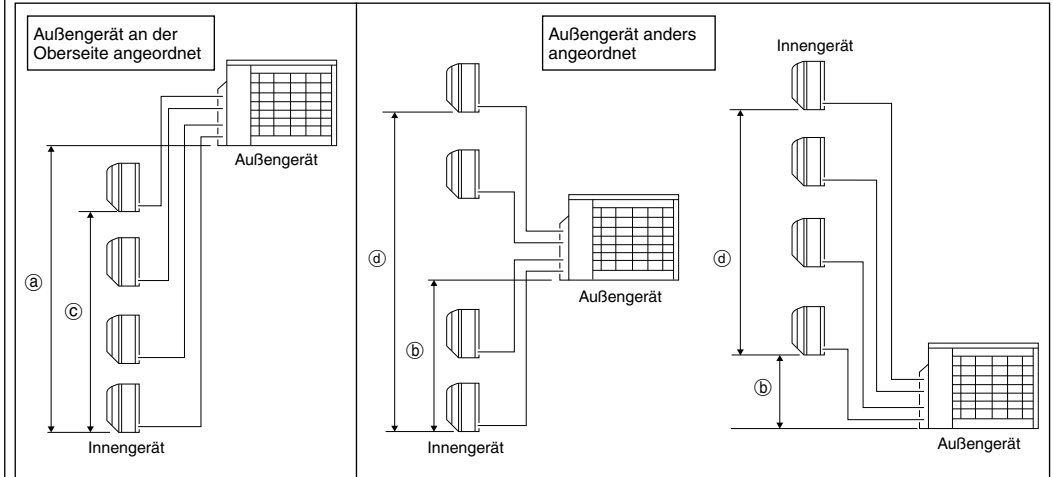 Außengerät an der
Oberseite angeordnet
Außengerät
ⓐ
ⓒ
Innengerät
Außengerät anders
angeordnet
ⓓ
ⓑ
Außengerät
Innengerät
Innengerät
ⓓ
ⓑ
Außengerät